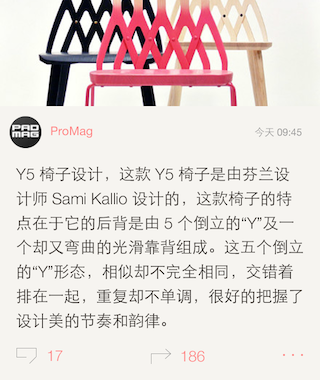 PRO
MAG
ProMag
今天 09:45
Y5 椅子设计，这款 Y5 椅子是由芬兰设
计师 Sami Kallio 设计的，这款椅子的特
点在于它的后背是由 5 个倒立的“Y”及一
个却又弯曲的光滑靠背组成。这五个倒立
的“Y”形态，相似却不完全相同，交错着
排在一起，重复却不单调，很好的把握了
设计美的节奏和韵律。
17
186